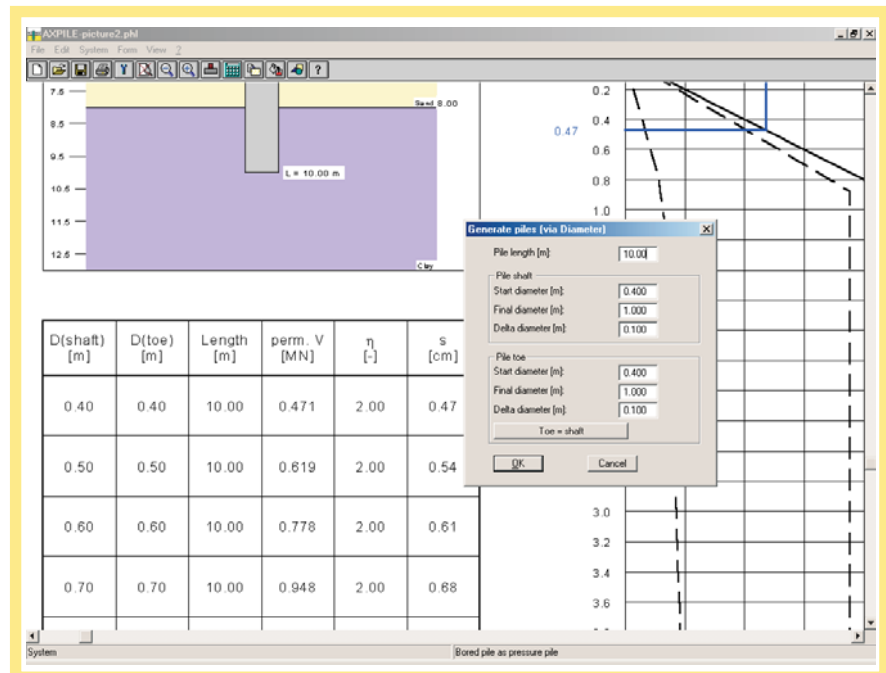 AXPILE-picture2.phl
File Edit System Form View ?
7.5
Sand 8.00
8.5
9.5
L = 10.00 m
10.5
11.5
12.5
Clay
D(shaft) [m] D(toe) [m] Length [m] perm. V [MN] η [-] s [cm]
0.40 0.40 10.00 0.471 2.00 0.47
0.50 0.50 10.00 0.619 2.00 0.54
0.60 0.60 10.00 0.778 2.00 0.61
0.70 0.70 10.00 0.948 2.00 0.68
0.2
0.4
0.47
0.6
0.8
1.0
Generate piles (via Diameter)
Pile length [m]: 10.00
Pile shaft
Start diameter [m]: 0.400
Final diameter [m]: 1.000
Delta diameter [m]: 0.100
Pile toe
Start diameter [m]: 0.400
Final diameter [m]: 1.000
Delta diameter [m]: 0.100
Toe = shaft
OK Cancel
3.0
3.2
3.4
3.6
System Bored pile as pressure pile